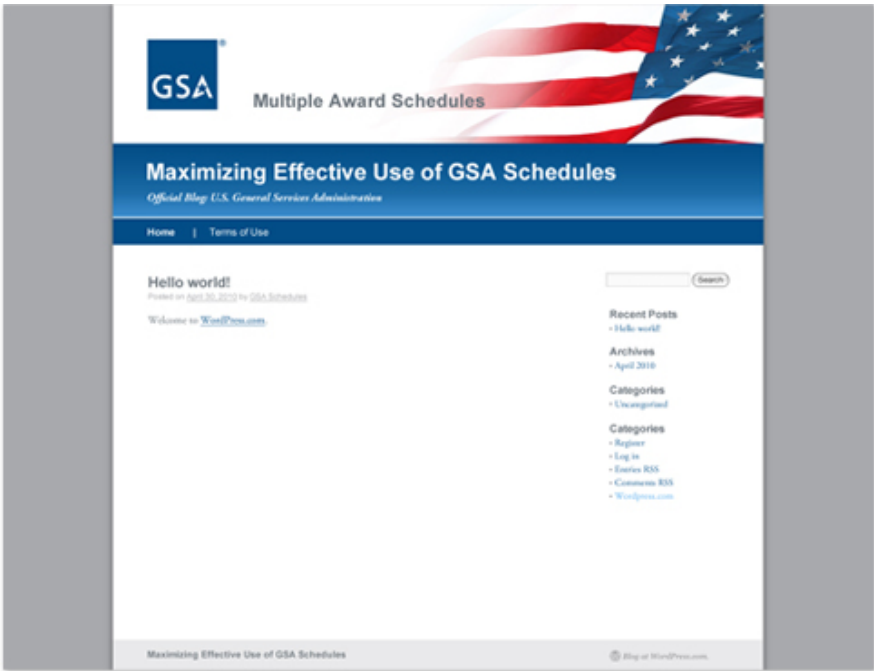 GSA®
Multiple Award Schedules
Maximizing Effective Use of GSA Schedules
Official Blog: U.S. General Services Administration
Home | Terms of Use
Hello world!
Posted on April 30, 2010 by GSA Schedules
Welcome to WordPress.com.
Search
Recent Posts
• Hello world!
Archives
• April 2010
Categories
• Uncategorized
Categories
• Register
• Log in
• Entries RSS
• Comments RSS
• Wordpress.com
Maximizing Effective Use of GSA Schedules
Blog at WordPress.com.